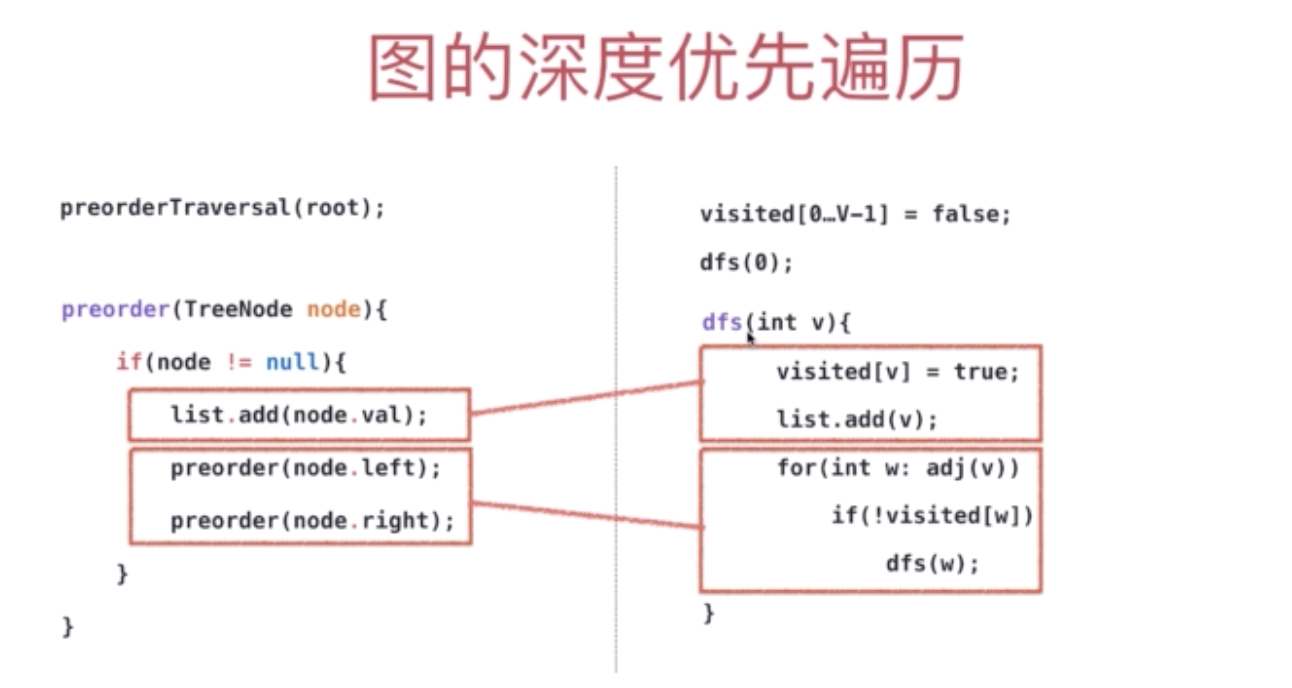 图的深度优先遍历
preorderTraversal(root);
preorder(TreeNode node){
if(node != null){
list.add(node.val);
preorder(node.left);
preorder(node.right);
}
}
visited[0…V-1] = false;
dfs(0);
dfs(int v){
visited[v] = true;
list.add(v);
for(int w: adj(v))
if(!visited[w])
dfs(w);
}